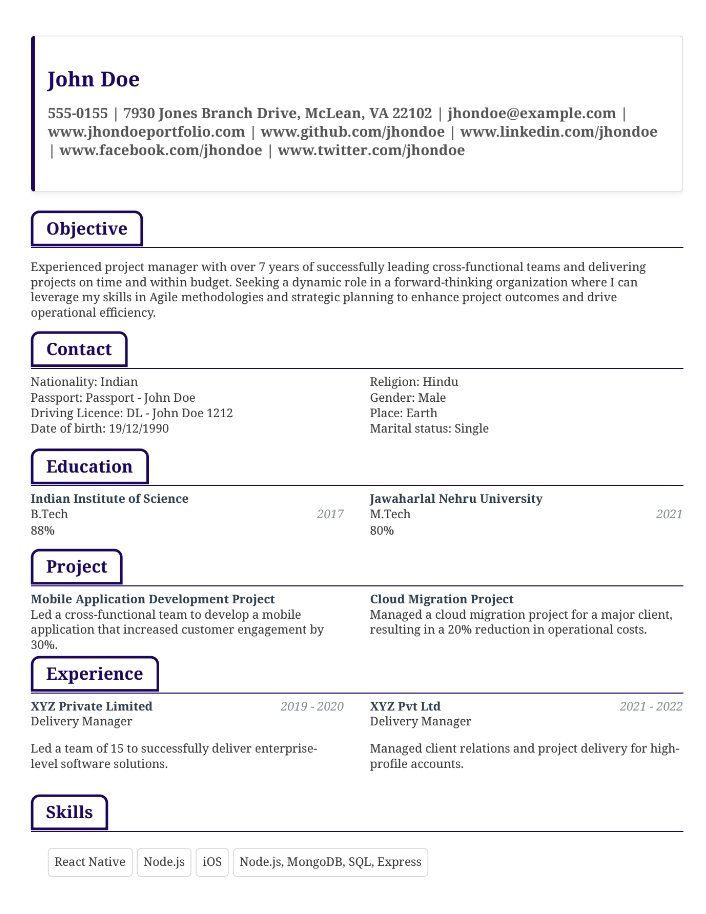 John Doe
555-0155 | 7930 Jones Branch Drive, McLean, VA 22102 | jhondoe@example.com |
www.jhondoeportfolio.com | www.github.com/jhondoe | www.linkedin.com/jhondoe
| www.facebook.com/jhondoe | www.twitter.com/jhondoe
Objective
Experienced project manager with over 7 years of successfully leading cross-functional teams and delivering
projects on time and within budget. Seeking a dynamic role in a forward-thinking organization where I can
leverage my skills in Agile methodologies and strategic planning to enhance project outcomes and drive
operational efficiency.
Contact
Nationality: Indian
Passport: Passport - John Doe
Driving Licence: DL - John Doe 1212
Date of birth: 19/12/1990
Religion: Hindu
Gender: Male
Place: Earth
Marital status: Single
Education
Indian Institute of Science
B.Tech 2017
88%
Jawaharlal Nehru University
M.Tech 2021
80%
Project
Mobile Application Development Project
Led a cross-functional team to develop a mobile
application that increased customer engagement by
30%.
Cloud Migration Project
Managed a cloud migration project for a major client,
resulting in a 20% reduction in operational costs.
Experience
XYZ Private Limited 2019 - 2020
Delivery Manager
Led a team of 15 to successfully deliver enterprise-
level software solutions.
XYZ Pvt Ltd 2021 - 2022
Delivery Manager
Managed client relations and project delivery for high-
profile accounts.
Skills
React Native Node.js iOS Node.js, MongoDB, SQL, Express